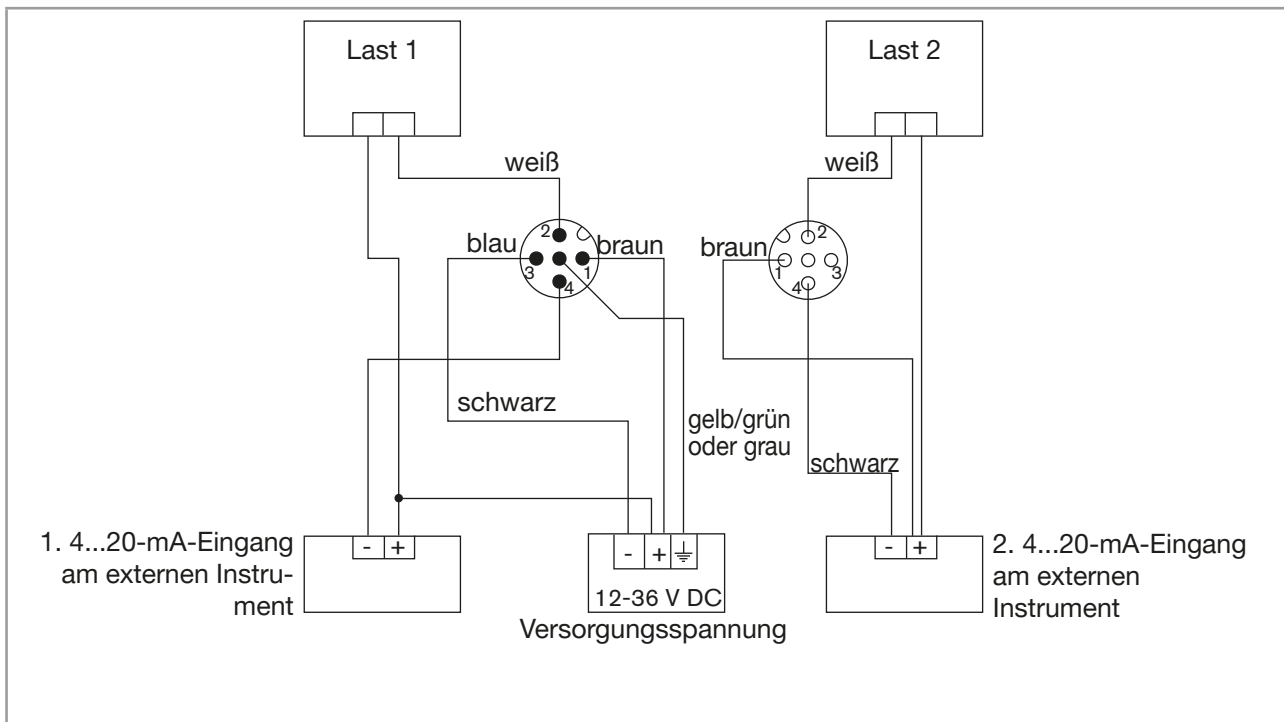 Last 1
Last 2
weiß
weiß
blau
braun
braun
2
3
1
4
2
1
3
4
schwarz
gelb/grün
oder grau
schwarz
1. 4...20-mA-Eingang
am externen Instru-
ment
- +
- +
12-36 V DC
Versorgungsspannung
- +
2. 4...20-mA-Eingang
am externen
Instrument